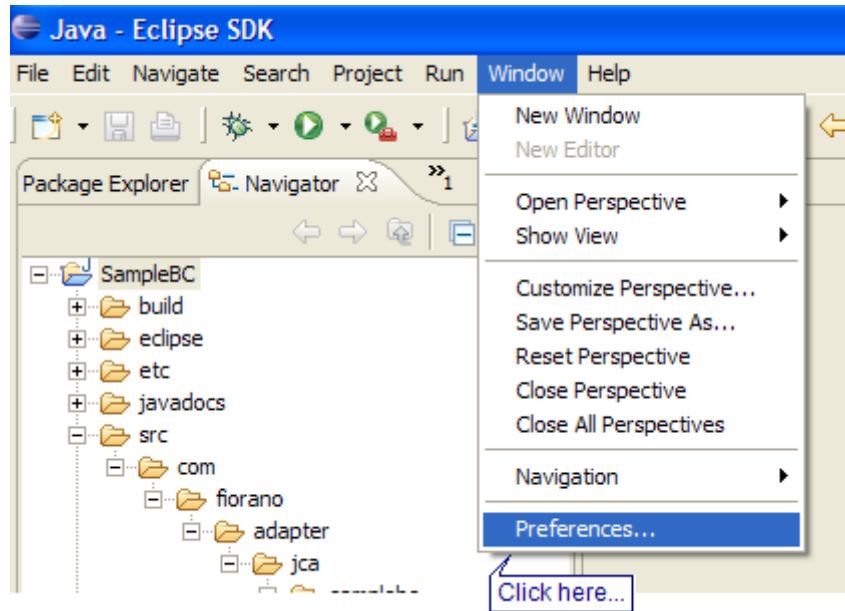 Java - Eclipse SDK
File Edit Navigate Search Project Run Window Help
New Window
New Editor
Open Perspective
Show View
Customize Perspective...
Save Perspective As...
Reset Perspective
Close Perspective
Close All Perspectives
Navigation
Preferences...
Click here...
Package Explorer Navigator »1
SampleBC
build
eclipse
etc
javadocs
src
com
fiorano
adapter
jca